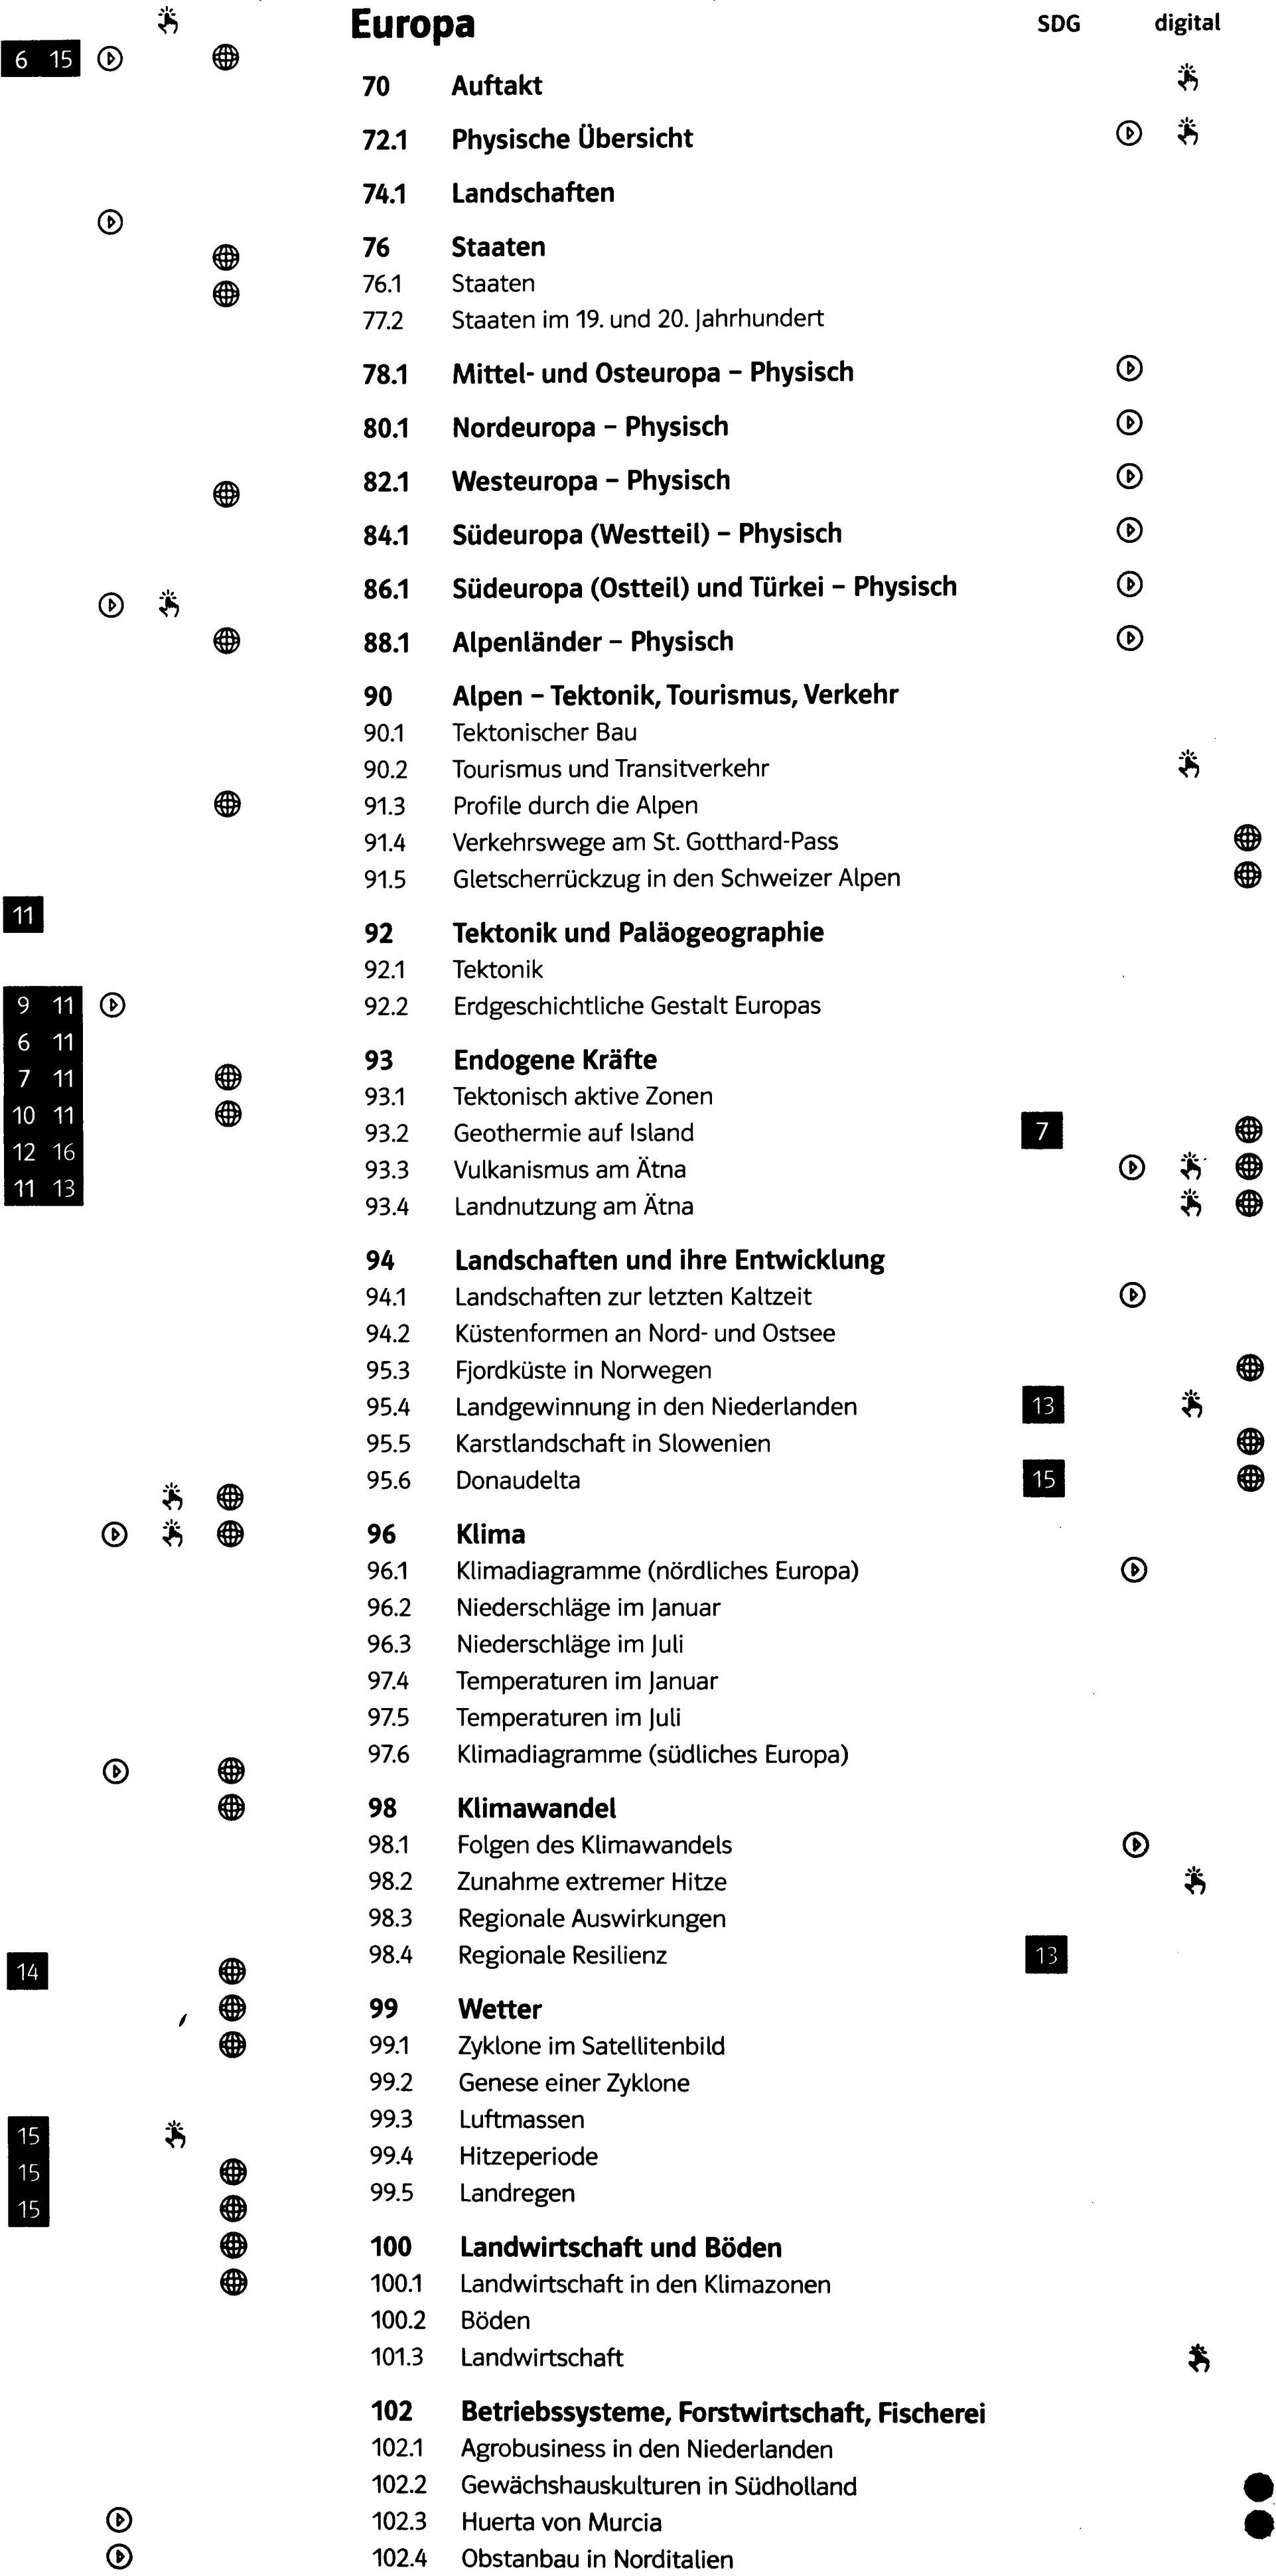 6 15
11
9 11
6 11
7 11
10 11
12 16
11 13
14
15
15
15
Europa SDG digital
70 Auftakt
72.1 Physische Übersicht
74.1 Landschaften
76 Staaten
76.1 Staaten
77.2 Staaten im 19. und 20. Jahrhundert
78.1 Mittel- und Osteuropa – Physisch
80.1 Nordeuropa – Physisch
82.1 Westeuropa – Physisch
84.1 Südeuropa (Westteil) – Physisch
86.1 Südeuropa (Ostteil) und Türkei – Physisch
88.1 Alpenländer – Physisch
90 Alpen – Tektonik, Tourismus, Verkehr
90.1 Tektonischer Bau
90.2 Tourismus und Transitverkehr
91.3 Profile durch die Alpen
91.4 Verkehrswege am St. Gotthard-Pass
91.5 Gletscherrückzug in den Schweizer Alpen
92 Tektonik und Paläogeographie
92.1 Tektonik
92.2 Erdgeschichtliche Gestalt Europas
93 Endogene Kräfte
93.1 Tektonisch aktive Zonen
93.2 Geothermie auf Island 7
93.3 Vulkanismus am Ätna
93.4 Landnutzung am Ätna
94 Landschaften und ihre Entwicklung
94.1 Landschaften zur letzten Kaltzeit
94.2 Küstenformen an Nord- und Ostsee
95.3 Fjordküste in Norwegen
95.4 Landgewinnung in den Niederlanden 13
95.5 Karstlandschaft in Slowenien
95.6 Donaudelta 15
96 Klima
96.1 Klimadiagramme (nördliches Europa)
96.2 Niederschläge im Januar
96.3 Niederschläge im Juli
97.4 Temperaturen im Januar
97.5 Temperaturen im Juli
97.6 Klimadiagramme (südliches Europa)
98 Klimawandel
98.1 Folgen des Klimawandels
98.2 Zunahme extremer Hitze
98.3 Regionale Auswirkungen
98.4 Regionale Resilienz 13
99 Wetter
99.1 Zyklone im Satellitenbild
99.2 Genese einer Zyklone
99.3 Luftmassen
99.4 Hitzeperiode
99.5 Landregen
100 Landwirtschaft und Böden
100.1 Landwirtschaft in den Klimazonen
100.2 Böden
101.3 Landwirtschaft
102 Betriebssysteme, Forstwirtschaft, Fischerei
102.1 Agrobusiness in den Niederlanden
102.2 Gewächshauskulturen in Südholland
102.3 Huerta von Murcia
102.4 Obstanbau in Norditalien